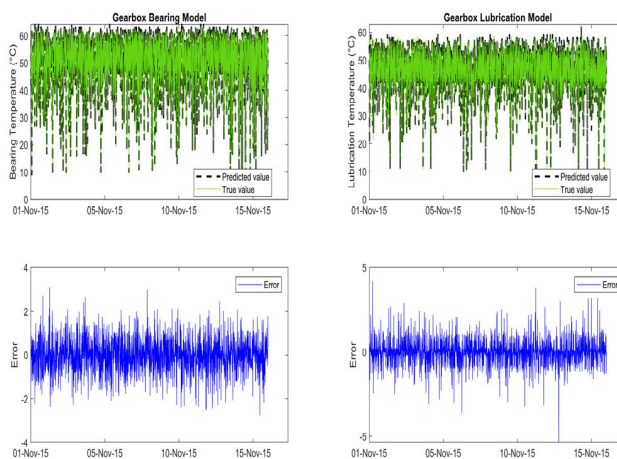 Gearbox Bearing Model
Bearing Temperature (°C)
60
50
40
30
20
10
0
Predicted value
True value
01-Nov-15
05-Nov-15
10-Nov-15
15-Nov-15
Gearbox Lubrication Model
Lubrication Temperature (°C)
60
50
40
30
20
10
0
Predicted value
True value
01-Nov-15
05-Nov-15
10-Nov-15
15-Nov-15
Error
4
2
0
-2
-4
Error
01-Nov-15
05-Nov-15
10-Nov-15
15-Nov-15
Error
5
0
-5
Error
01-Nov-15
05-Nov-15
10-Nov-15
15-Nov-15